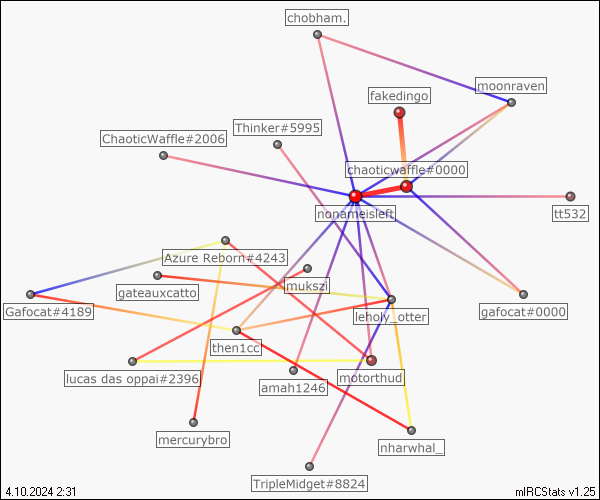 chobham.
moonraven
fakedingo
Thinker#5995
ChaoticWaffle#2006
chaoticwaffle#0000
nonameisleft
tt532
Azure Reborn#4243
mukszi
gateauxcatto
Gafocat#4189
leholy_otter
gafocat#0000
then1cc
lucas das oppai#2396
motorthud
amah1246
mercurybro
nharwhal_
TripleMidget#8824
4.10.2024 2:31
mIRCStats v1.25